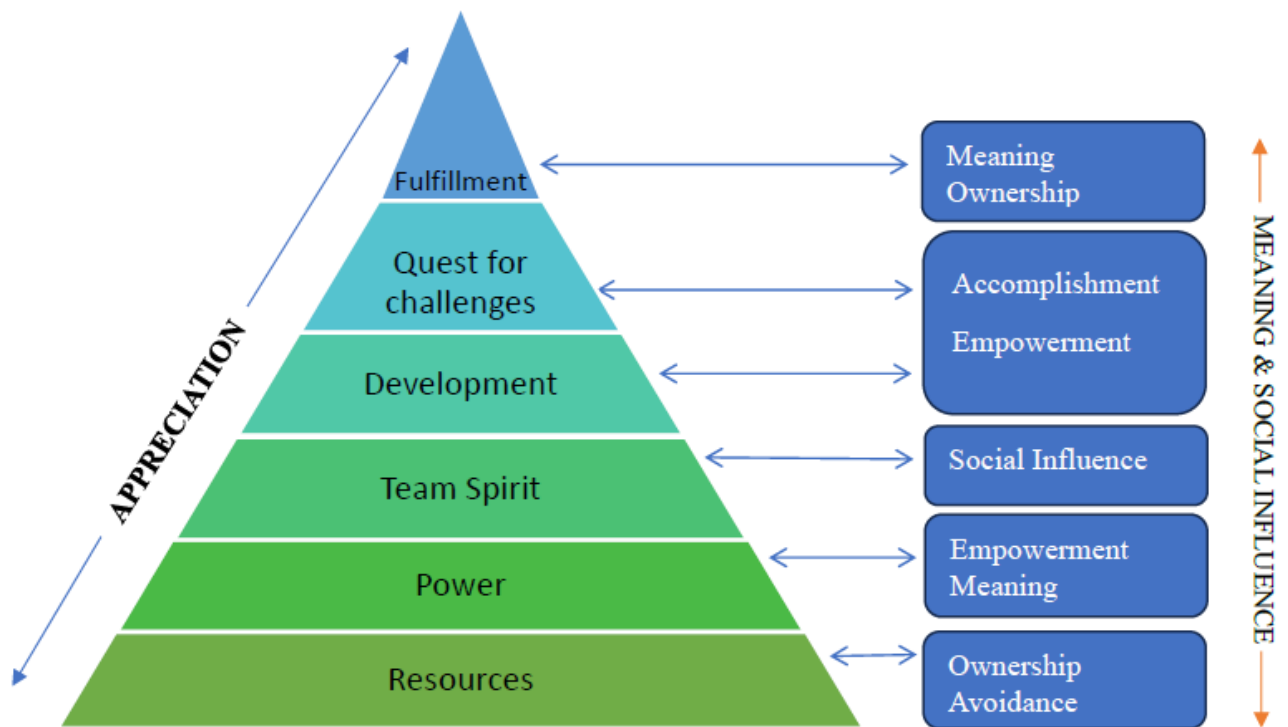 Fulfillment
Quest for
challenges
Development
Team Spirit
Power
Resources
APPRECIATION
Meaning
Ownership
Accomplishment
Empowerment
Social Influence
Empowerment
Meaning
Ownership
Avoidance
MEANING & SOCIAL INFLUENCE